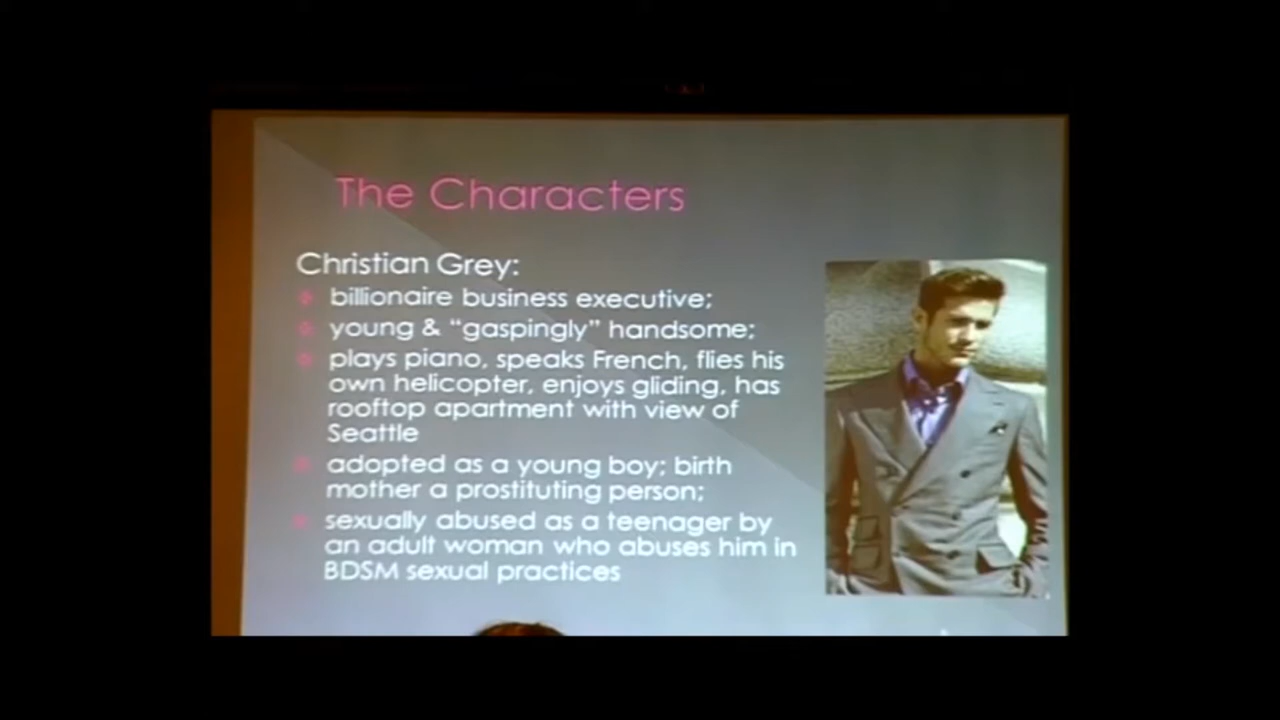 The Characters
Christian Grey:
billionaire business executive;
young & “gaspingly” handsome;
plays piano, speaks French, flies his
own helicopter, enjoys gliding, has
rooftop apartment with view of
Seattle
adopted as a young boy; birth
mother a prostituting person;
sexually abused as a teenager by
an adult woman who abuses him in
BDSM sexual practices